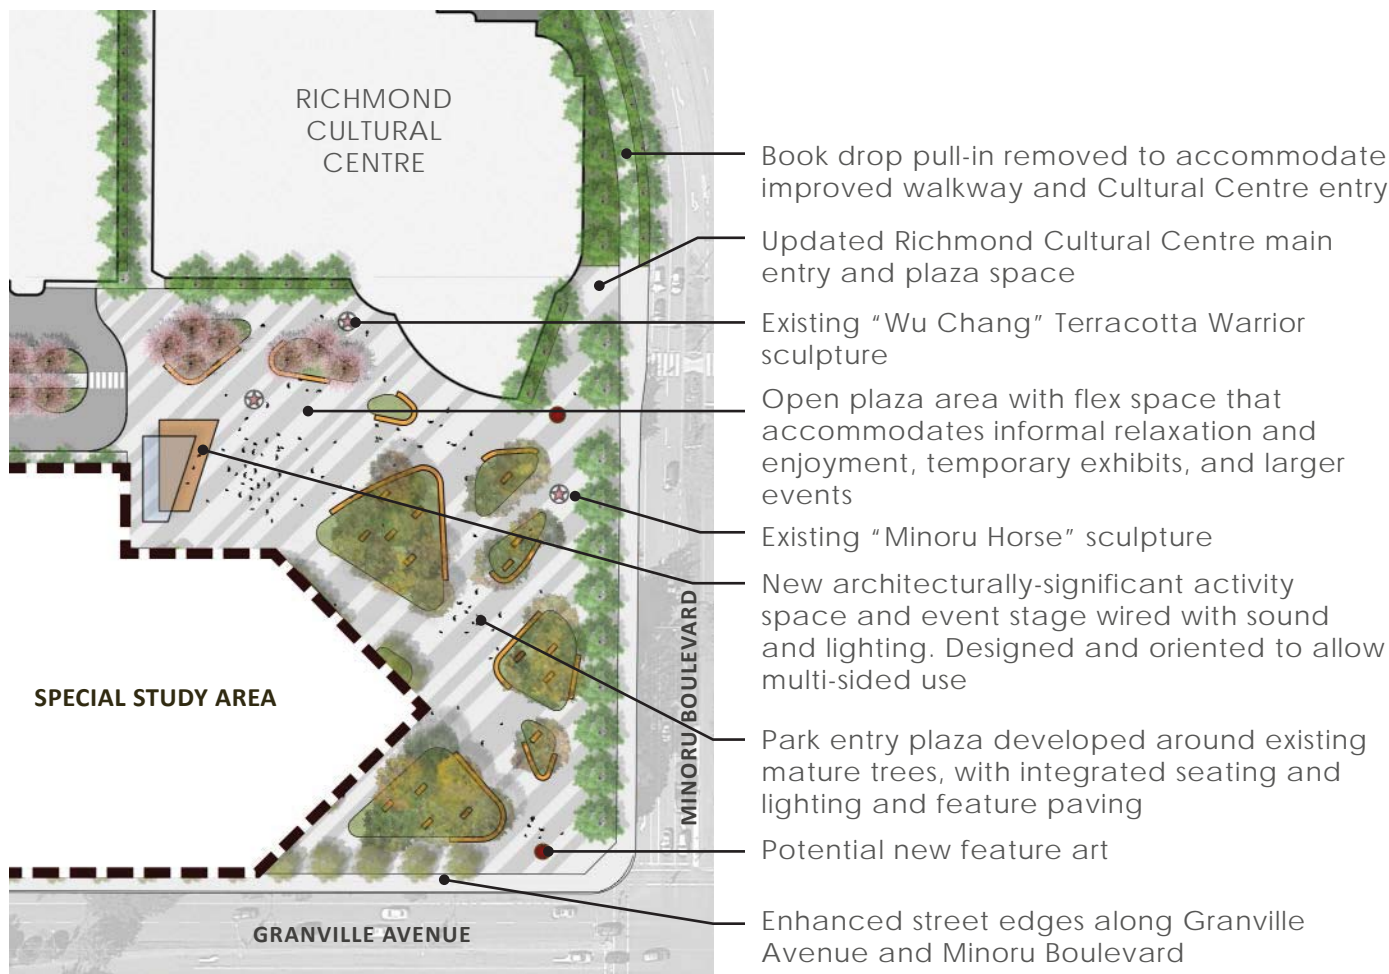 RICHMOND
CULTURAL
CENTRE
Book drop pull-in removed to accommodate
improved walkway and Cultural Centre entry
Updated Richmond Cultural Centre main
entry and plaza space
Existing “Wu Chang” Terracotta Warrior
sculpture
Open plaza area with flex space that
accommodates informal relaxation and
enjoyment, temporary exhibits, and larger
events
Existing “Minoru Horse” sculpture
New architecturally-significant activity
space and event stage wired with sound
and lighting. Designed and oriented to allow
multi-sided use
Park entry plaza developed around existing
mature trees, with integrated seating and
lighting and feature paving
Potential new feature art
Enhanced street edges along Granville
Avenue and Minoru Boulevard
SPECIAL STUDY AREA
MINORU BOULEVARD
GRANVILLE AVENUE